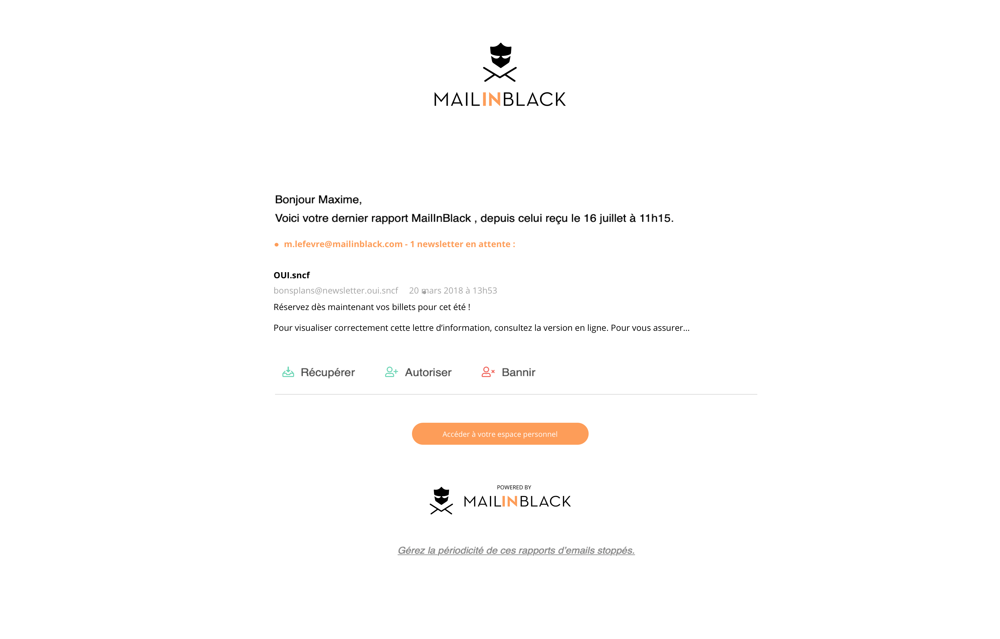 MAILINBLACK
Bonjour Maxime,
Voici votre dernier rapport MailInBlack , depuis celui reçu le 16 juillet à 11h15.
● m.lefevre@mailinblack.com - 1 newsletter en attente :
OUI.sncf
bonsplans@newsletter.oui.sncf 20 mars 2018 à 13h53
Réservez dès maintenant vos billets pour cet été !
Pour visualiser correctement cette lettre d’information, consultez la version en ligne. Pour vous assurer...
Récupérer Autoriser Bannir
Accéder à votre espace personnel
POWERED BY
MAILINBLACK
Gérez la périodicité de ces rapports d’emails stoppés.